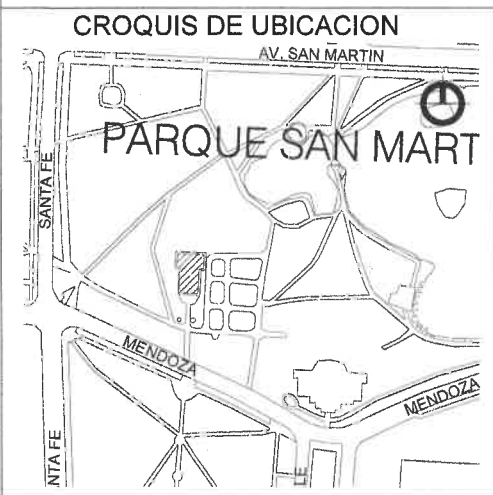 CROQUIS DE UBICACION
AV. SAN MARTIN
PARQUE SAN MART
SANTA FE
MENDOZA
MENDOZA
NTA FE
LE